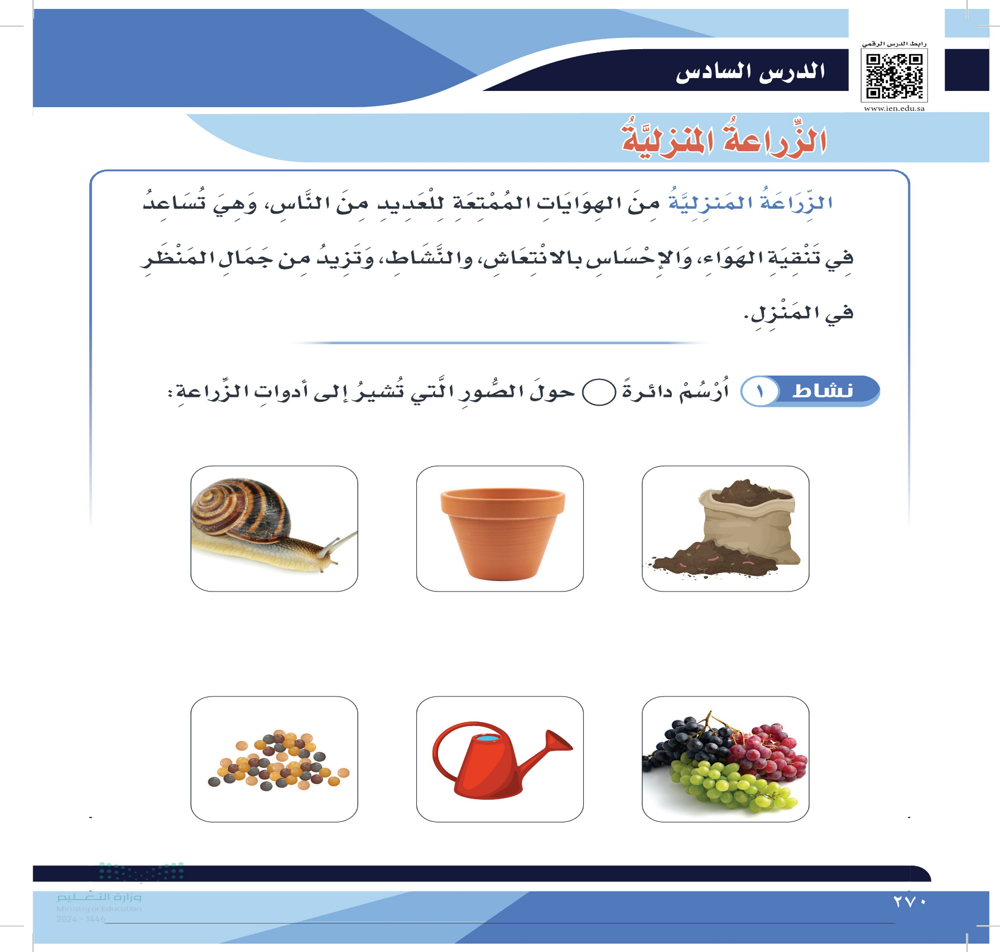 رابط الدرس الرقمي
www.ien.edu.sa
الدرس السادس
الزِّراعةُ المنزليَّةُ
الزِّرَاعَةُ المَنزِلِيَّةُ مِنَ الهِوَايَاتِ المُمْتِعَةِ لِلْعَدِيدِ مِنَ النَّاسِ، وَهِيَ تُسَاعِدُ
فِي تَنْقِيَةِ الهَوَاءِ، وَالإِحْسَاسِ بالانْتِعَاشِ، والنَّشَاطِ، وَتَزِيدُ مِن جَمَالِ المَنْظَرِ
في المَنْزِلِ.
نشاط ١ اُرْسُمْ دائرةً حولَ الصُّورِ الَّتي تُشيرُ إلى أدواتِ الزِّراعةِ:
وزارة التعليم
Ministry of Education
2024 - 1446
٢٧٠